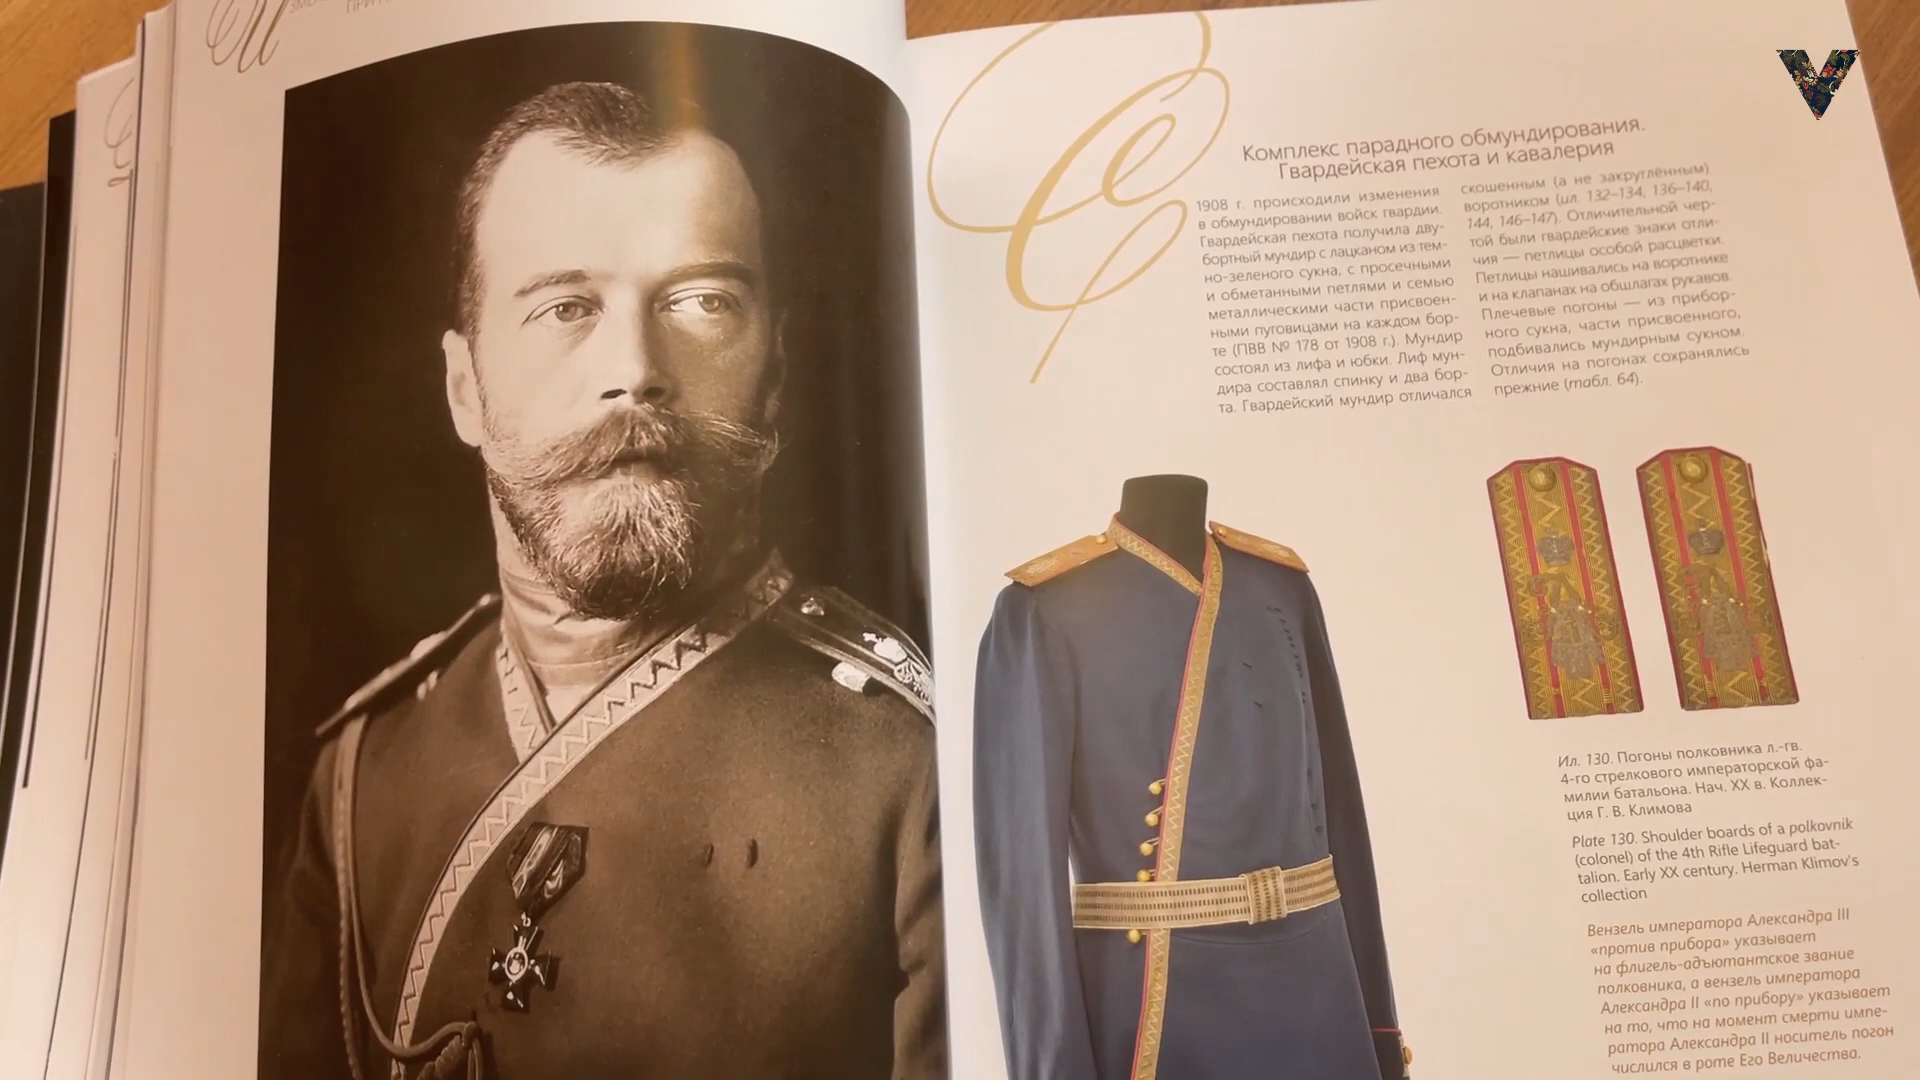 Комплекс парадного обмундирования.
Гвардейская пехота и кавалерия
С
1908 г. происходили изменения
в обмундировании войск гвардии.
Гвардейская пехота получила дву-
бортный мундир с лацканом из тем-
но-зеленого сукна, с просечными
и обметанными петлями и семью
металлическими части присвоен-
ными пуговицами на каждом бор-
те (ПВВ № 178 от 1908 г.). Мундир
состоял из лифа и юбки. Лиф мун-
дира составлял спинку и два бор-
та. Гвардейский мундир отличался
скошенным (а не закруглённым)
воротником (ил. 132–134, 136–140,
144, 146–147). Отличительной чер-
той были гвардейские знаки отли-
чия — петлицы особой расцветки.
Петлицы нашивались на воротнике
и на клапанах на обшлагах рукавов.
Плечевые погоны — из прибор-
ного сукна, части присвоенного,
подбивались мундирным сукном.
Отличия на погонах сохранялись
прежние (табл. 64).
Ил. 130. Погоны полковника л.-гв.
4-го стрелкового императорской фа-
милии батальона. Нач. XX в. Коллек-
ция Г. В. Климова
Plate 130. Shoulder boards of a polkovnik
(colonel) of the 4th Rifle Lifeguard bat-
talion. Early XX century. Herman Klimov's
collection
Вензель императора Александра III
«против прибора» указывает
на флигель-адъютантское звание
полковника, а вензель императора
Александра II «по прибору» указывает
на то, что на момент смерти импе-
ратора Александра II носитель погон
числился в роте Его Величества.